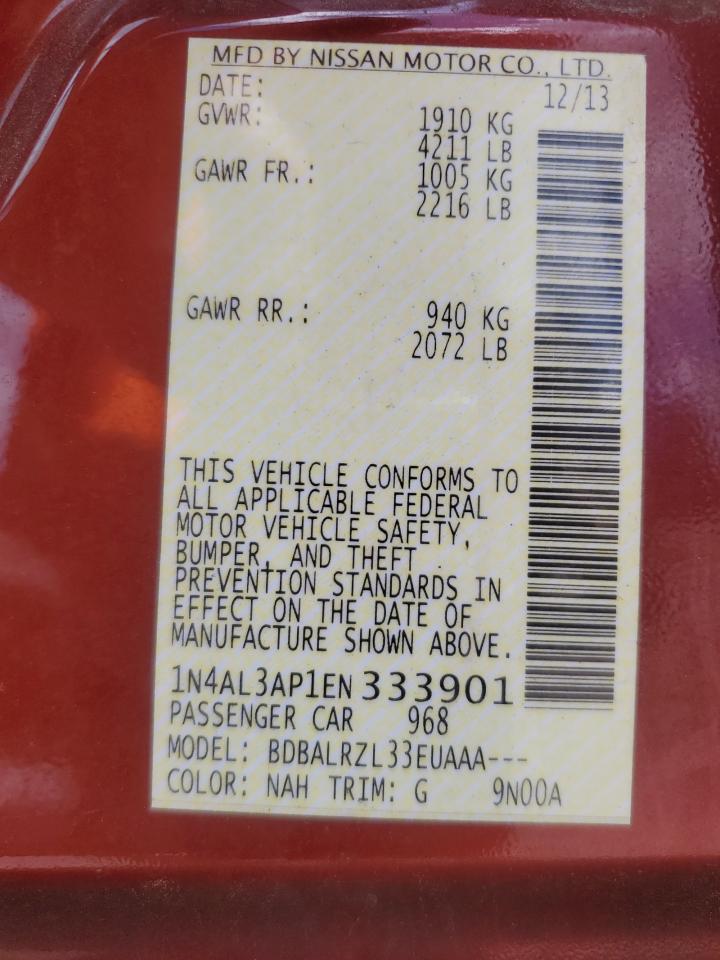 MFD BY NISSAN MOTOR CO., LTD.
DATE: 12/13
GVWR: 1910 KG
4211 LB
GAWR FR.: 1005 KG
2216 LB
GAWR RR.: 940 KG
2072 LB
THIS VEHICLE CONFORMS TO
ALL APPLICABLE FEDERAL
MOTOR VEHICLE SAFETY,
BUMPER, AND THEFT
PREVENTION STANDARDS IN
EFFECT ON THE DATE OF
MANUFACTURE SHOWN ABOVE.
1N4AL3AP1EN333901
PASSENGER CAR 968
MODEL: BDBALRZL33EUAAA---
COLOR: NAH TRIM: G 9N00A